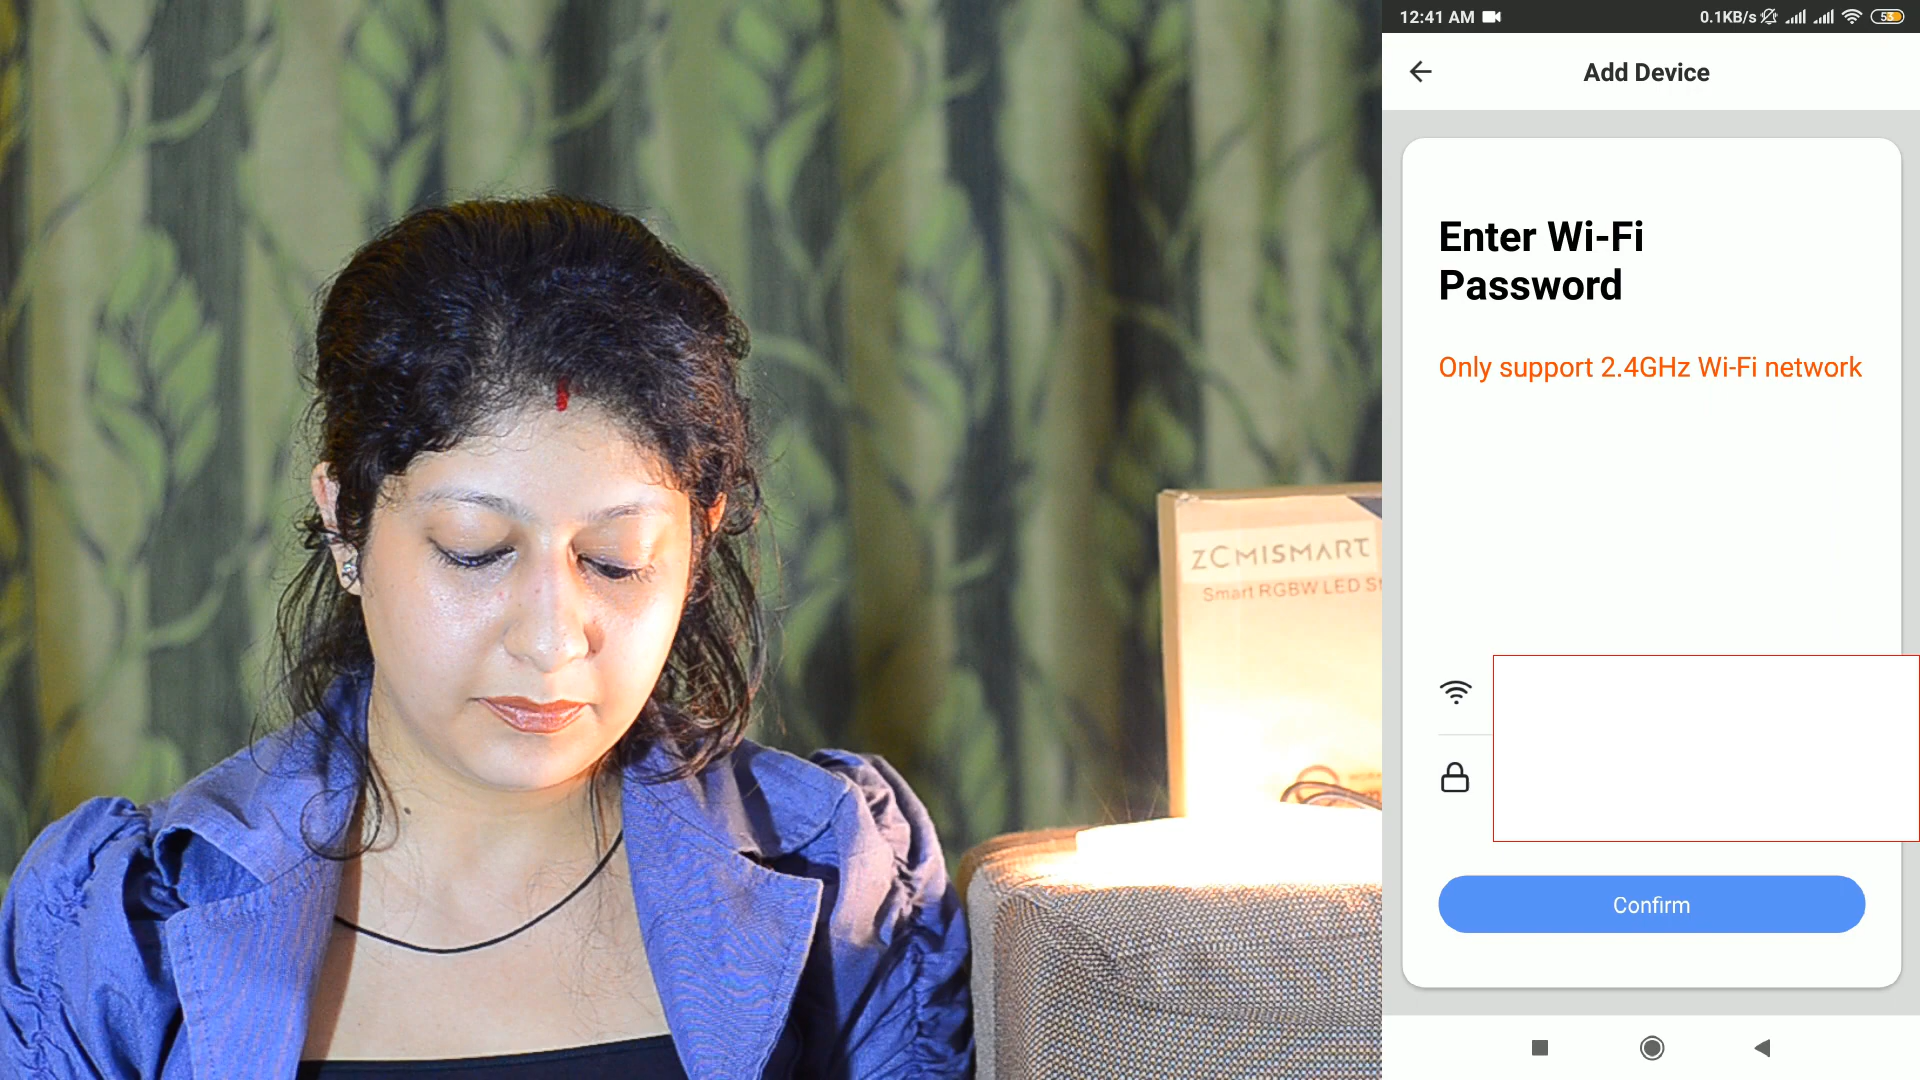 12:41 AM
0.1KB/s
53
Add Device
Enter Wi-Fi
Password
Only support 2.4GHz Wi-Fi network
Confirm
ZCMISMART
Smart RGBW LED